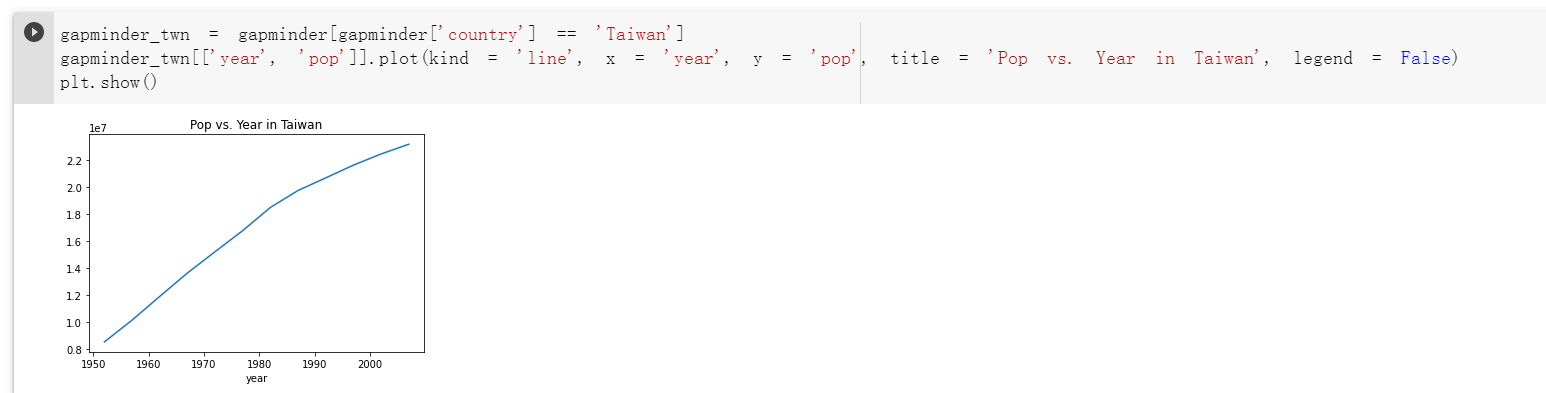 gapminder_twn = gapminder[gapminder['country'] == 'Taiwan']
gapminder_twn[['year', 'pop']].plot(kind = 'line', x = 'year', y = 'pop', title = 'Pop vs. Year in Taiwan', legend = False)
plt.show()
Pop vs. Year in Taiwan
1e7
2.2
2.0
1.8
1.6
1.4
1.2
1.0
0.8
1950 1960 1970 1980 1990 2000
year